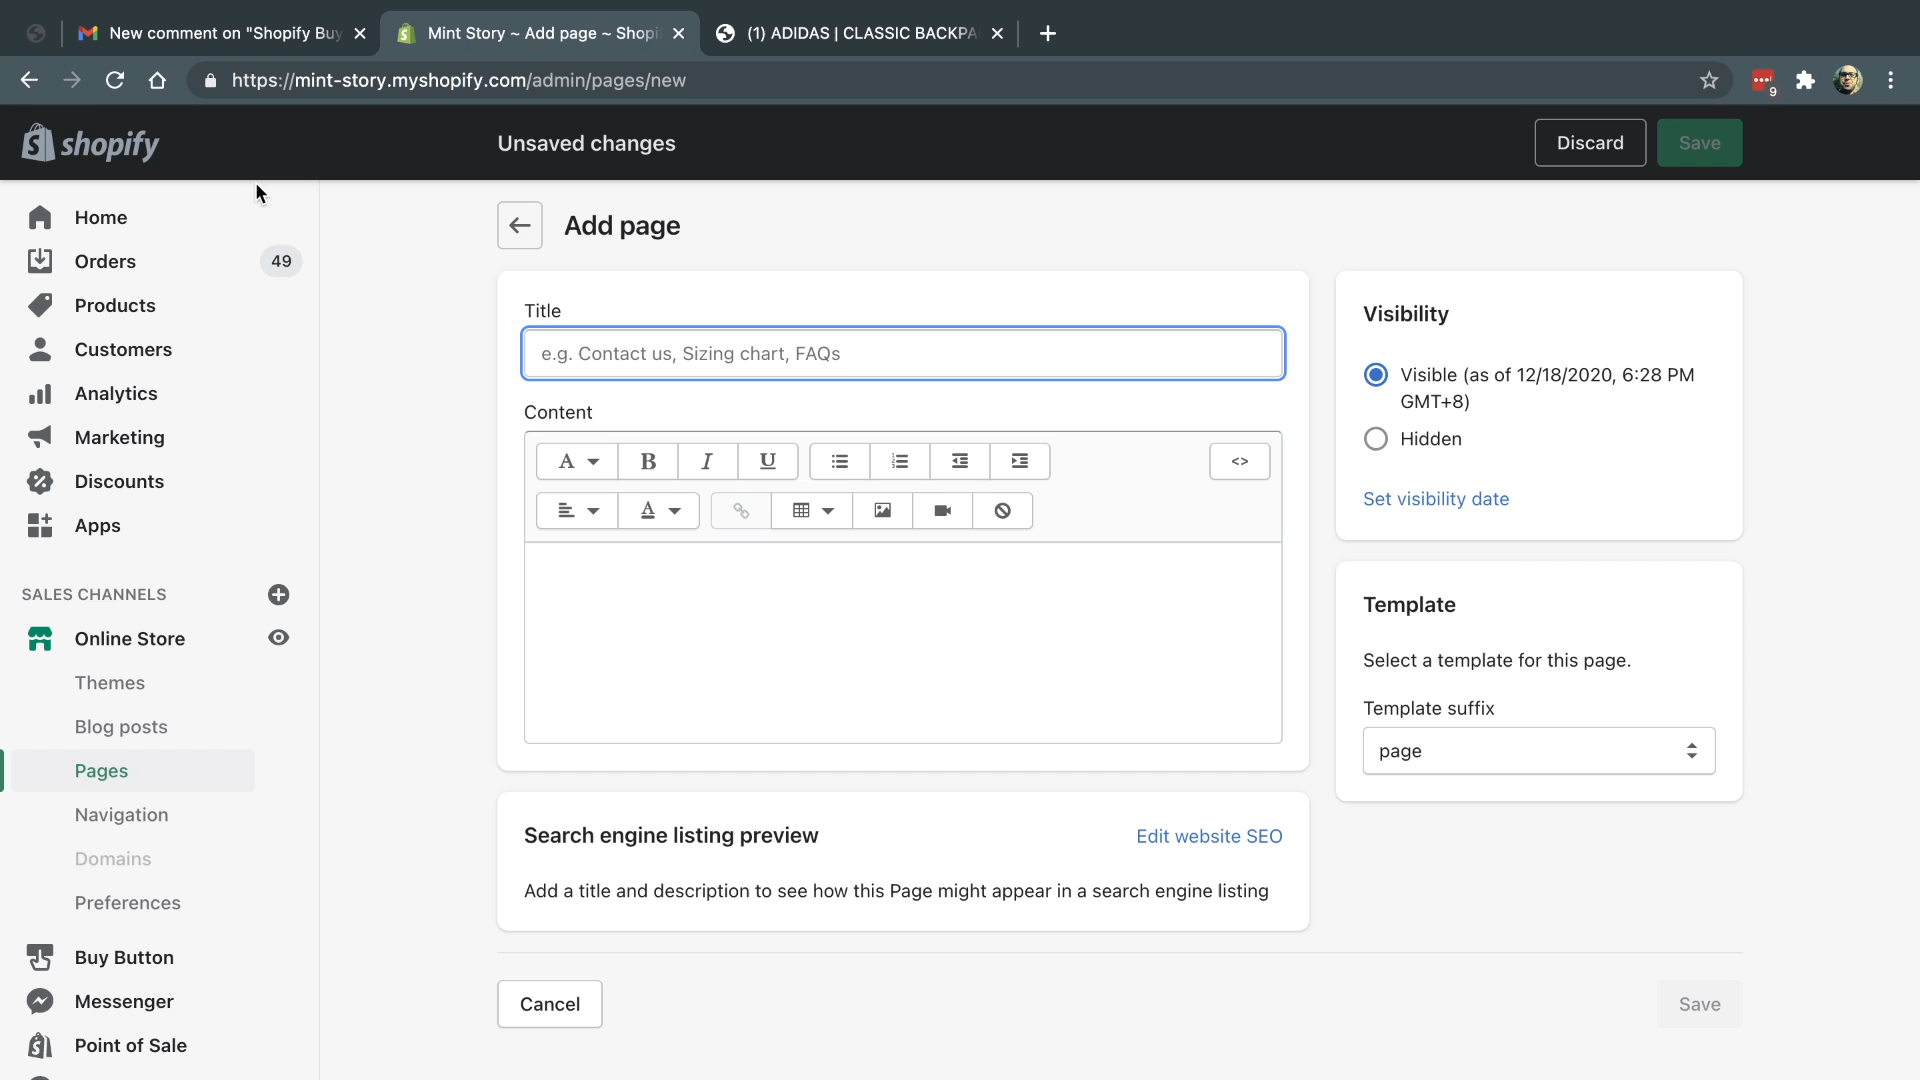 New comment on "Shopify Buy
Mint Story ~ Add page ~ Shopi
(1) ADIDAS | CLASSIC BACKPA
https://mint-story.myshopify.com/admin/pages/new
9
shopify
Unsaved changes
Discard
Save
Home
Orders
49
Products
Customers
Analytics
Marketing
Discounts
Apps
SALES CHANNELS
Online Store
Themes
Blog posts
Pages
Navigation
Domains
Preferences
Buy Button
Messenger
Point of Sale
Add page
Title
e.g. Contact us, Sizing chart, FAQs
Content
A
B
I
U
<>
A
Search engine listing preview
Edit website SEO
Add a title and description to see how this Page might appear in a search engine listing
Cancel
Save
Visibility
Visible (as of 12/18/2020, 6:28 PM
GMT+8)
Hidden
Set visibility date
Template
Select a template for this page.
Template suffix
page